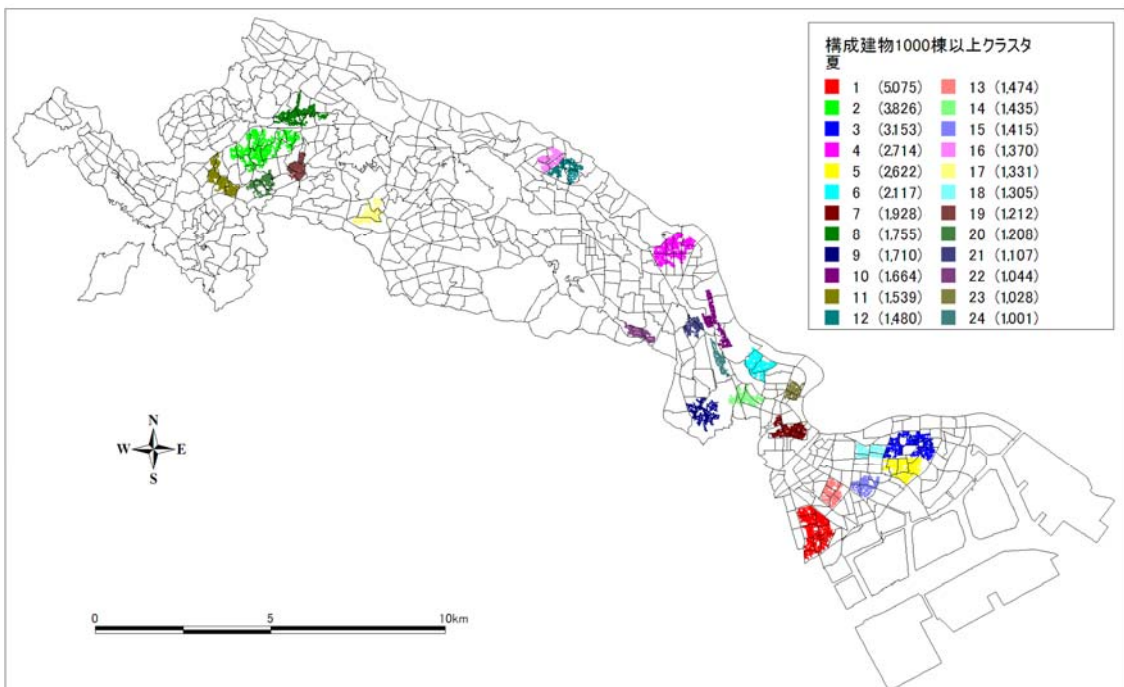 構成建物1000棟以上クラスタ
夏
1 (5,075) 13 (1,474)
2 (3,826) 14 (1,435)
3 (3,153) 15 (1,415)
4 (2,714) 16 (1,370)
5 (2,622) 17 (1,331)
6 (2,117) 18 (1,305)
7 (1,928) 19 (1,212)
8 (1,755) 20 (1,208)
9 (1,710) 21 (1,107)
10 (1,664) 22 (1,044)
11 (1,539) 23 (1,028)
12 (1,480) 24 (1,001)
N
W E
S
0 5 10km